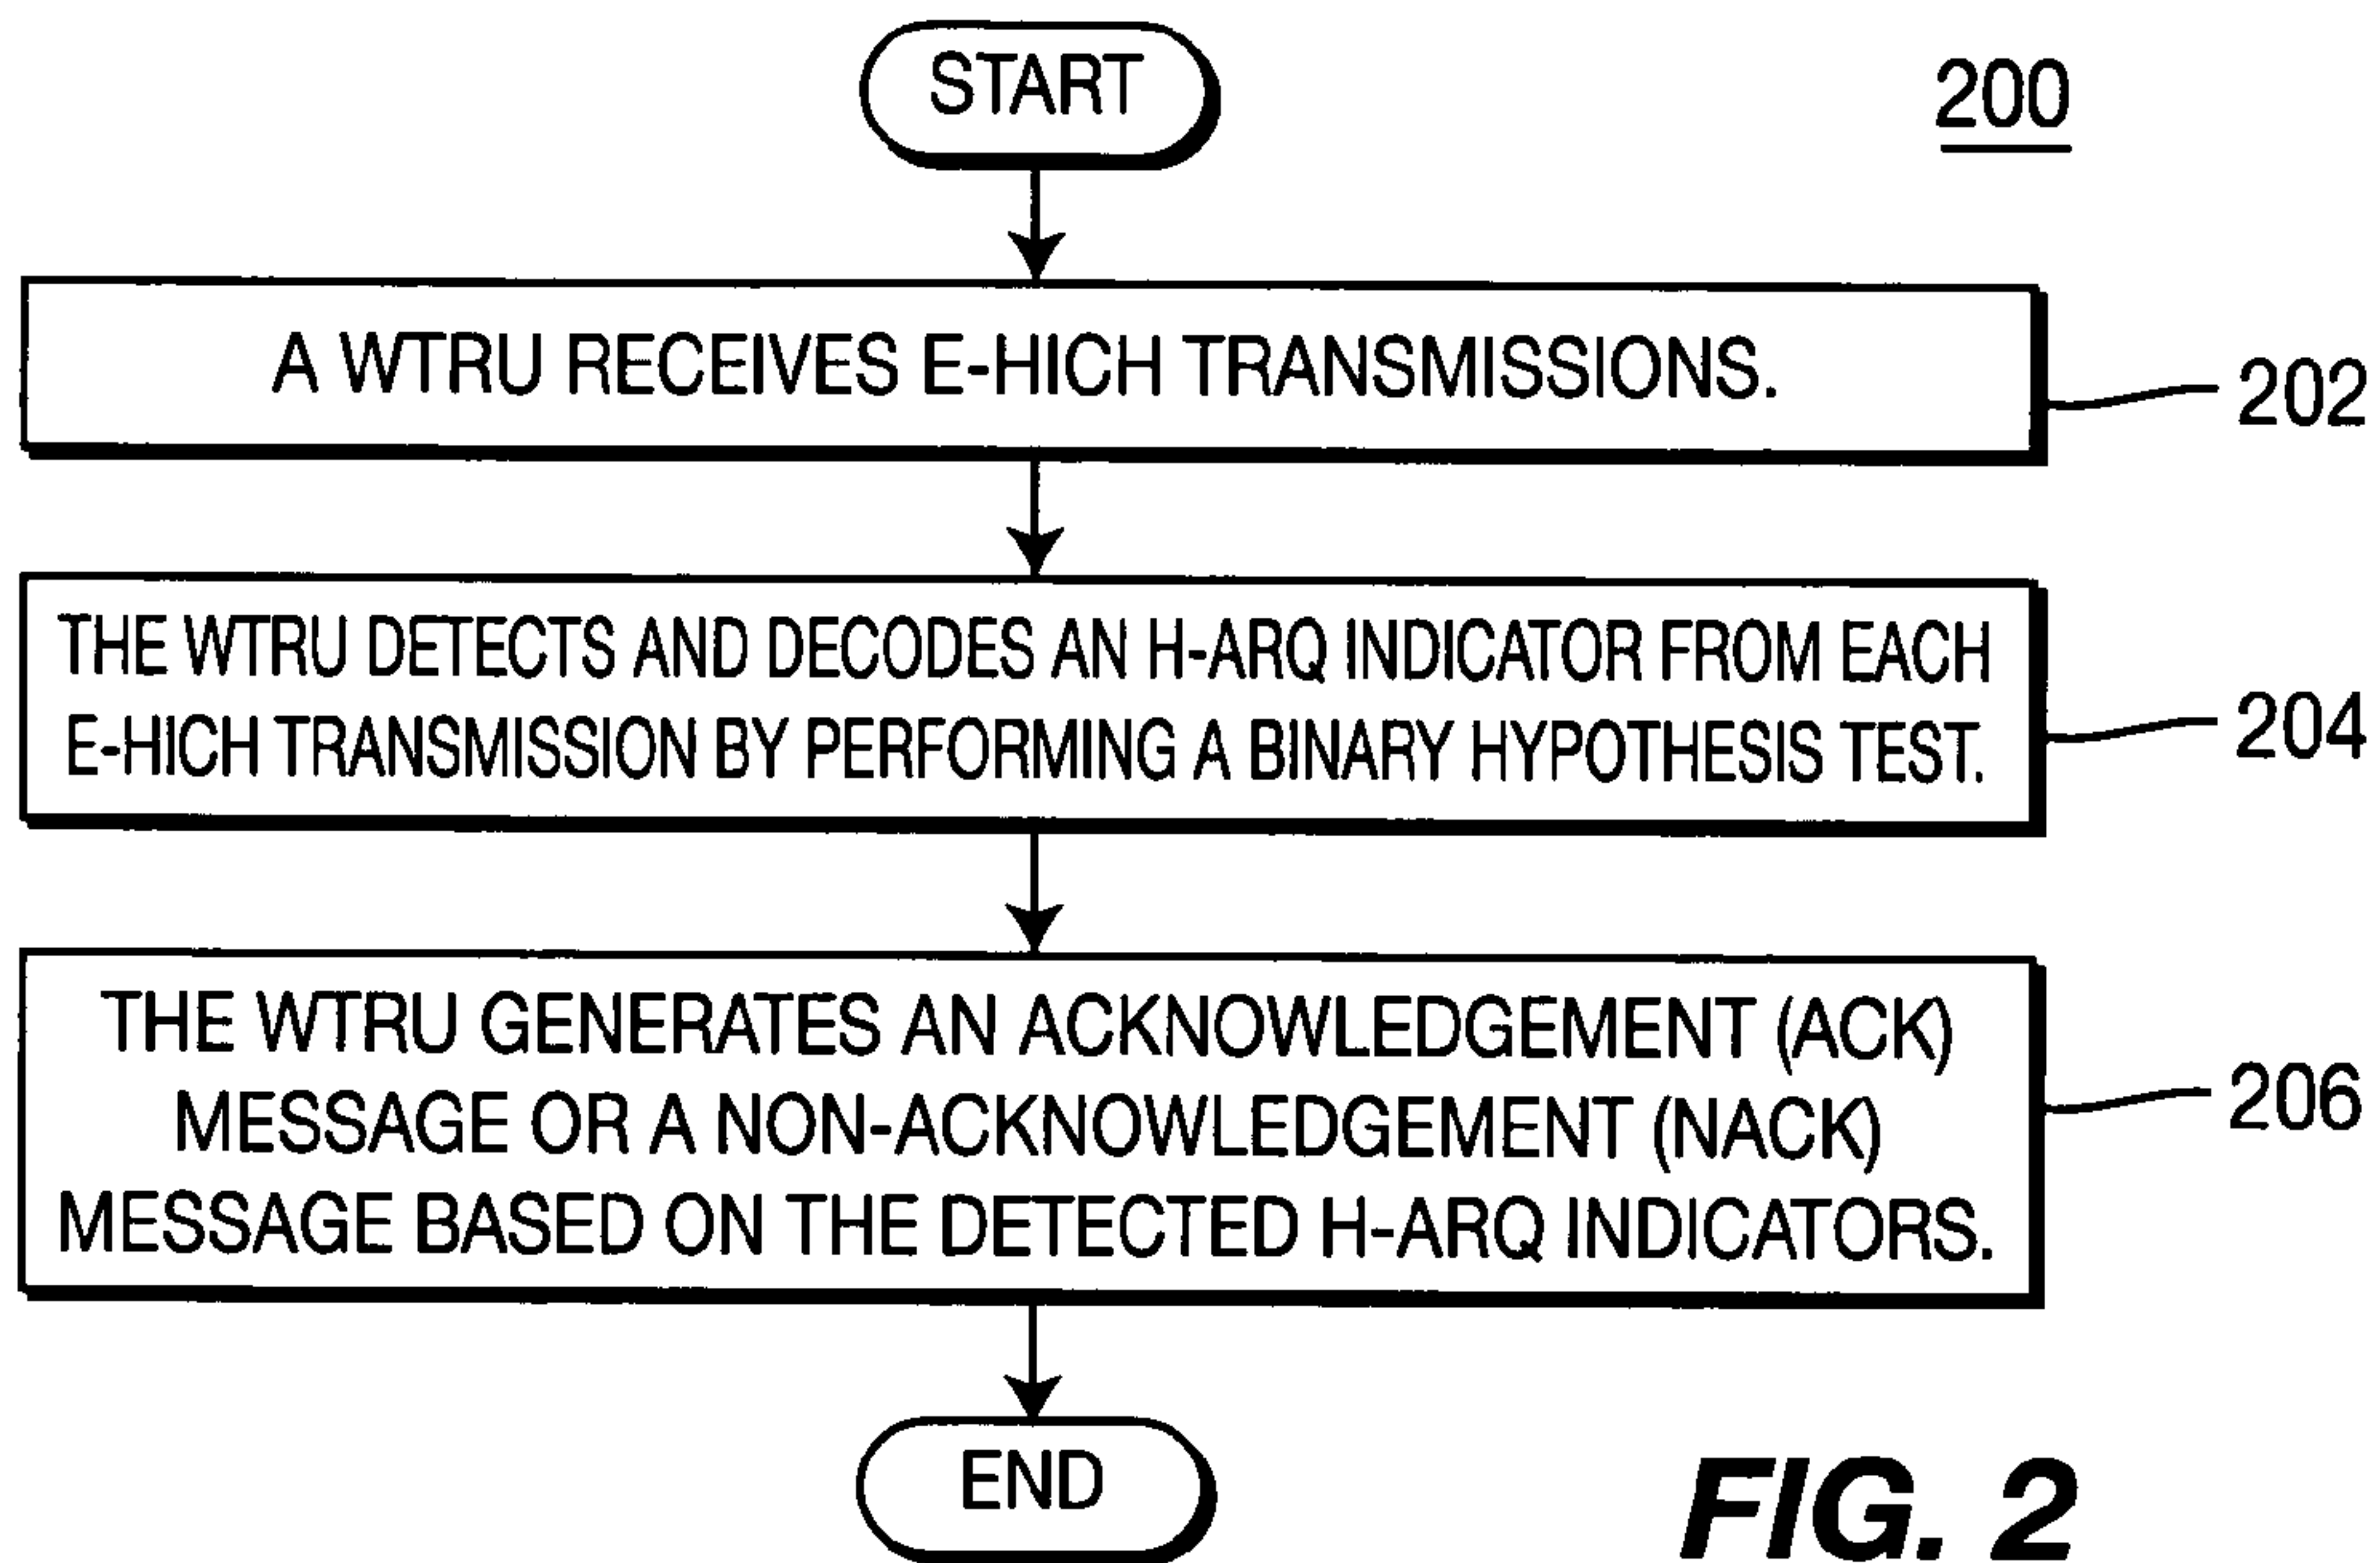 START
200
A WTRU RECEIVES E-HICH TRANSMISSIONS.
202
THE WTRU DETECTS AND DECODES AN H-ARQ INDICATOR FROM EACH
E-HICH TRANSMISSION BY PERFORMING A BINARY HYPOTHESIS TEST.
204
THE WTRU GENERATES AN ACKNOWLEDGEMENT (ACK)
MESSAGE OR A NON-ACKNOWLEDGEMENT (NACK)
MESSAGE BASED ON THE DETECTED H-ARQ INDICATORS.
206
END
FIG. 2